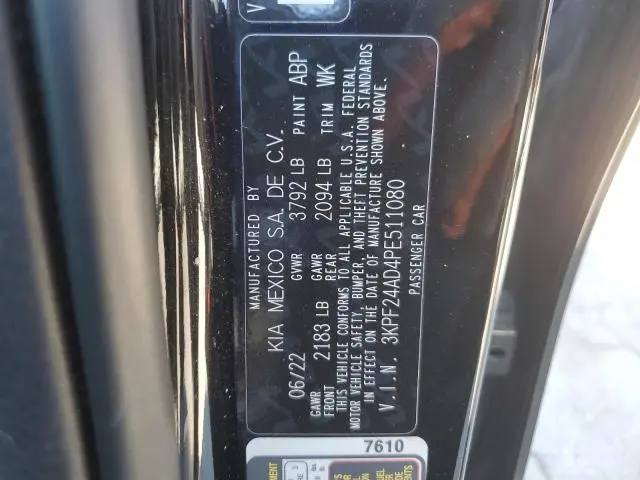 MANUFACTURED BY
KIA MEXICO S.A. DE C.V.
06/22 GVWR 3792 LB PAINT ABP
GAWR FRONT 2183 LB GAWR REAR 2094 LB TRIM WK
THIS VEHICLE CONFORMS TO ALL APPLICABLE U.S.A. FEDERAL
MOTOR VEHICLE SAFETY, BUMPER, AND THEFT PREVENTION STANDARDS
IN EFFECT ON THE DATE OF MANUFACTURE SHOWN ABOVE.
V.I.N. 3KPF24AD4PE511080
PASSENGER CAR
7610